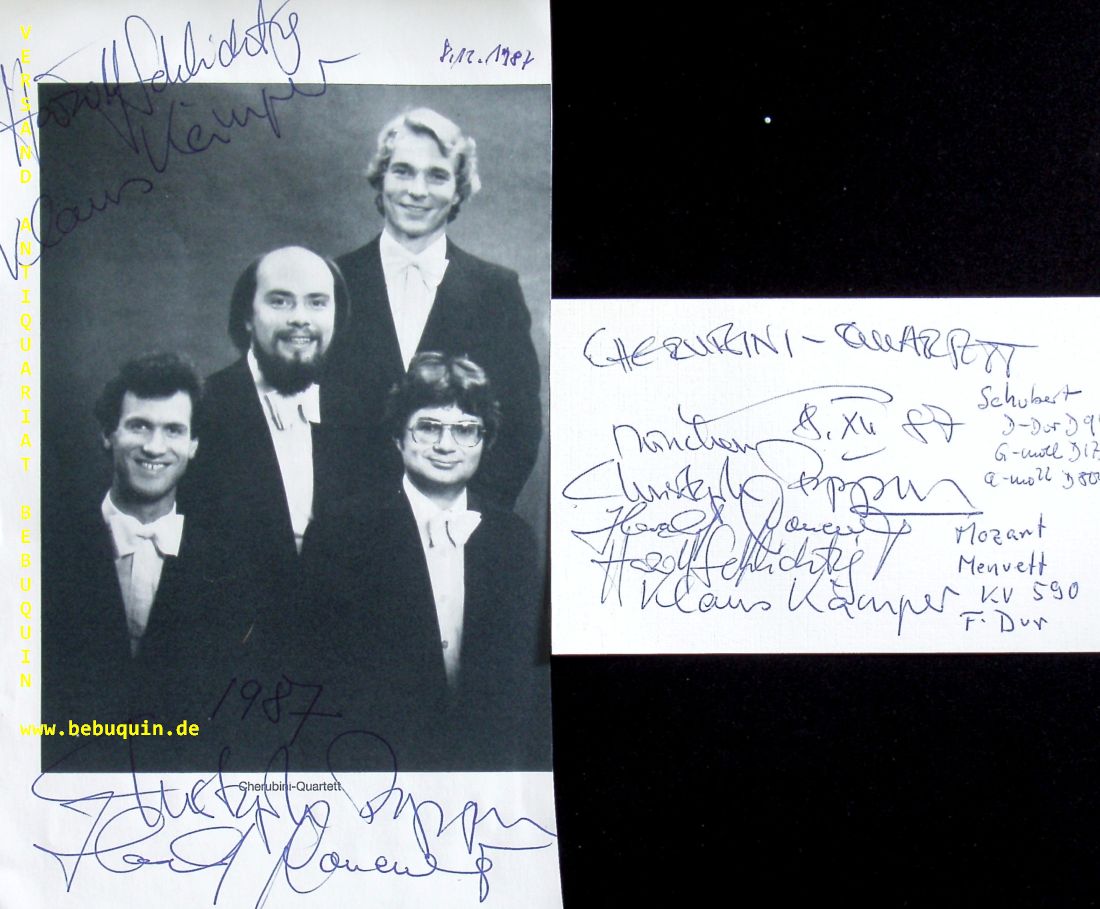 Hariolf Schlichtig
8.12.1987
Klaus Kämper
VERSAND ANTIQUARIAT BEBUQUIN
1987
www.bebuquin.de
Cherubini-Quartett
Christoph Poppen
Harald
CHERUBINI-QUARTETT
München 8. XII 87
Christoph Poppen
Harald
Hariolf Schlichtig
Klaus Kämper
Schubert
D-Dur
G-moll
a-moll
Mozart
Menuett
KV 590
F-Dur